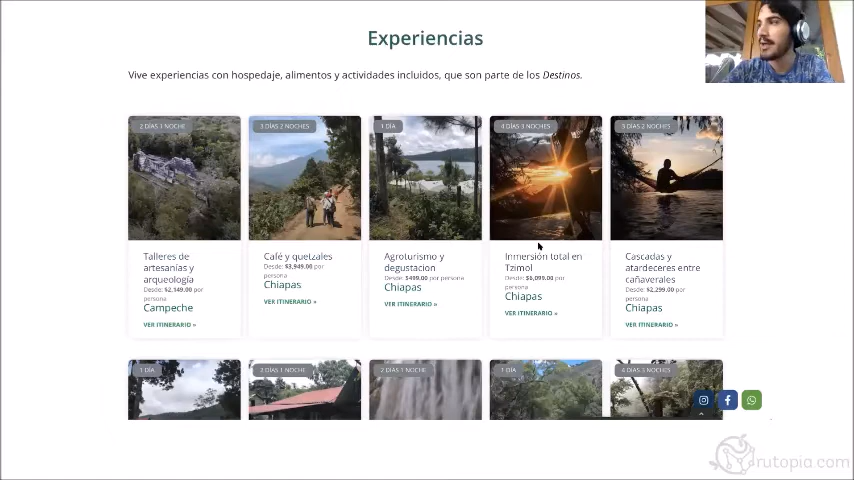 Experiencias
Vive experiencias con hospedaje, alimentos y actividades incluidos, que son parte de los Destinos.
2 DÍAS 1 NOCHE
3 DÍAS 2 NOCHES
1 DÍA
4 DÍAS 3 NOCHES
3 DÍAS 2 NOCHES
Talleres de
artesanías y
arqueología
Desde: $2,149.00 por
persona
Campeche
VER ITINERARIO »
Café y quetzales
Desde: $3,949.00 por
persona
Chiapas
VER ITINERARIO »
Agroturismo y
degustacion
Desde: $499.00 por persona
Chiapas
VER ITINERARIO »
Inmersión total en
Tzimol
Desde: $6,099.00 por
persona
Chiapas
VER ITINERARIO »
Cascadas y
atardeceres entre
cañaverales
Desde: $2,299.00 por
persona
Chiapas
VER ITINERARIO »
1 DÍA
2 DÍAS 1 NOCHE
2 DÍAS 1 NOCHE
1 DÍA
4 DÍAS 3 NOCHES
rutopia.com